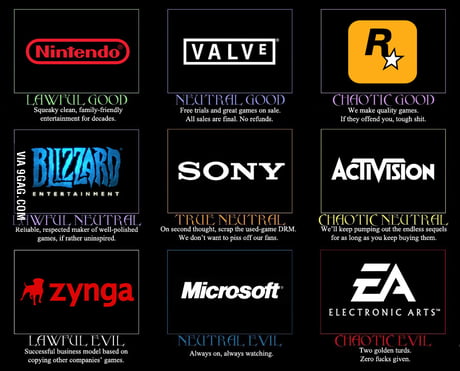 Nintendo®
LAWFUL GOOD
Squeaky clean, family-friendly
entertainment for decades.
VALVE
NEUTRAL GOOD
Free trials and great games on sale.
All sales are final. No refunds.
R
CHAOTIC GOOD
We make quality games.
If they offend you, tough shit.
VIA 9GAG.COM
BLIZZARD
ENTERTAINMENT
LAWFUL NEUTRAL
Reliable, respected maker of well-polished
games, if rather uninspired.
SONY
TRUE NEUTRAL
On second thought, scrap the used-game DRM.
We don't want to piss off our fans.
ACTIVISION
CHAOTIC NEUTRAL
We'll keep pumping out the endless sequels
for as long as you keep buying them.
zynga
LAWFUL EVIL
Successful business model based on
copying other companies' games.
Microsoft®
NEUTRAL EVIL
Always on, always watching.
EA
ELECTRONIC ARTS™
CHAOTIC EVIL
Two golden turds.
Zero fucks given.